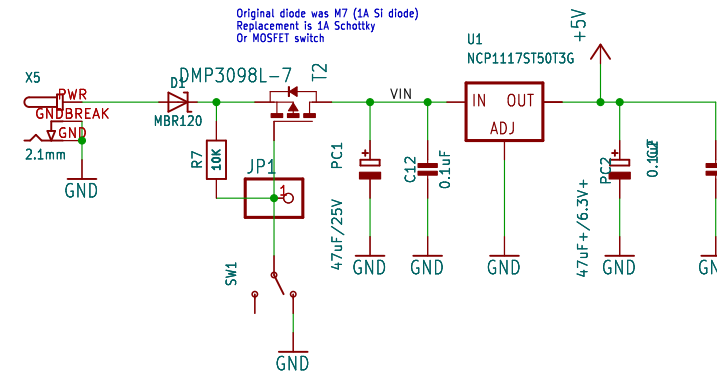 Original diode was M7 (1A Si diode)
Replacement is 1A Schottky
Or MOSFET switch
+5V
U1
NCP1117ST50T3G
X5
PWR
GNDBREAK
GND
2.1mm
GND
D1
MBR120
DMP3098L-7
T2
VIN
IN OUT
ADJ
R7
10K
JP1
1
PC1
47uF/25V
C12
0.1uF
PC2
47uF+/6.3V+
0.1uF
SW1
GND
GND
GND
GND
GND